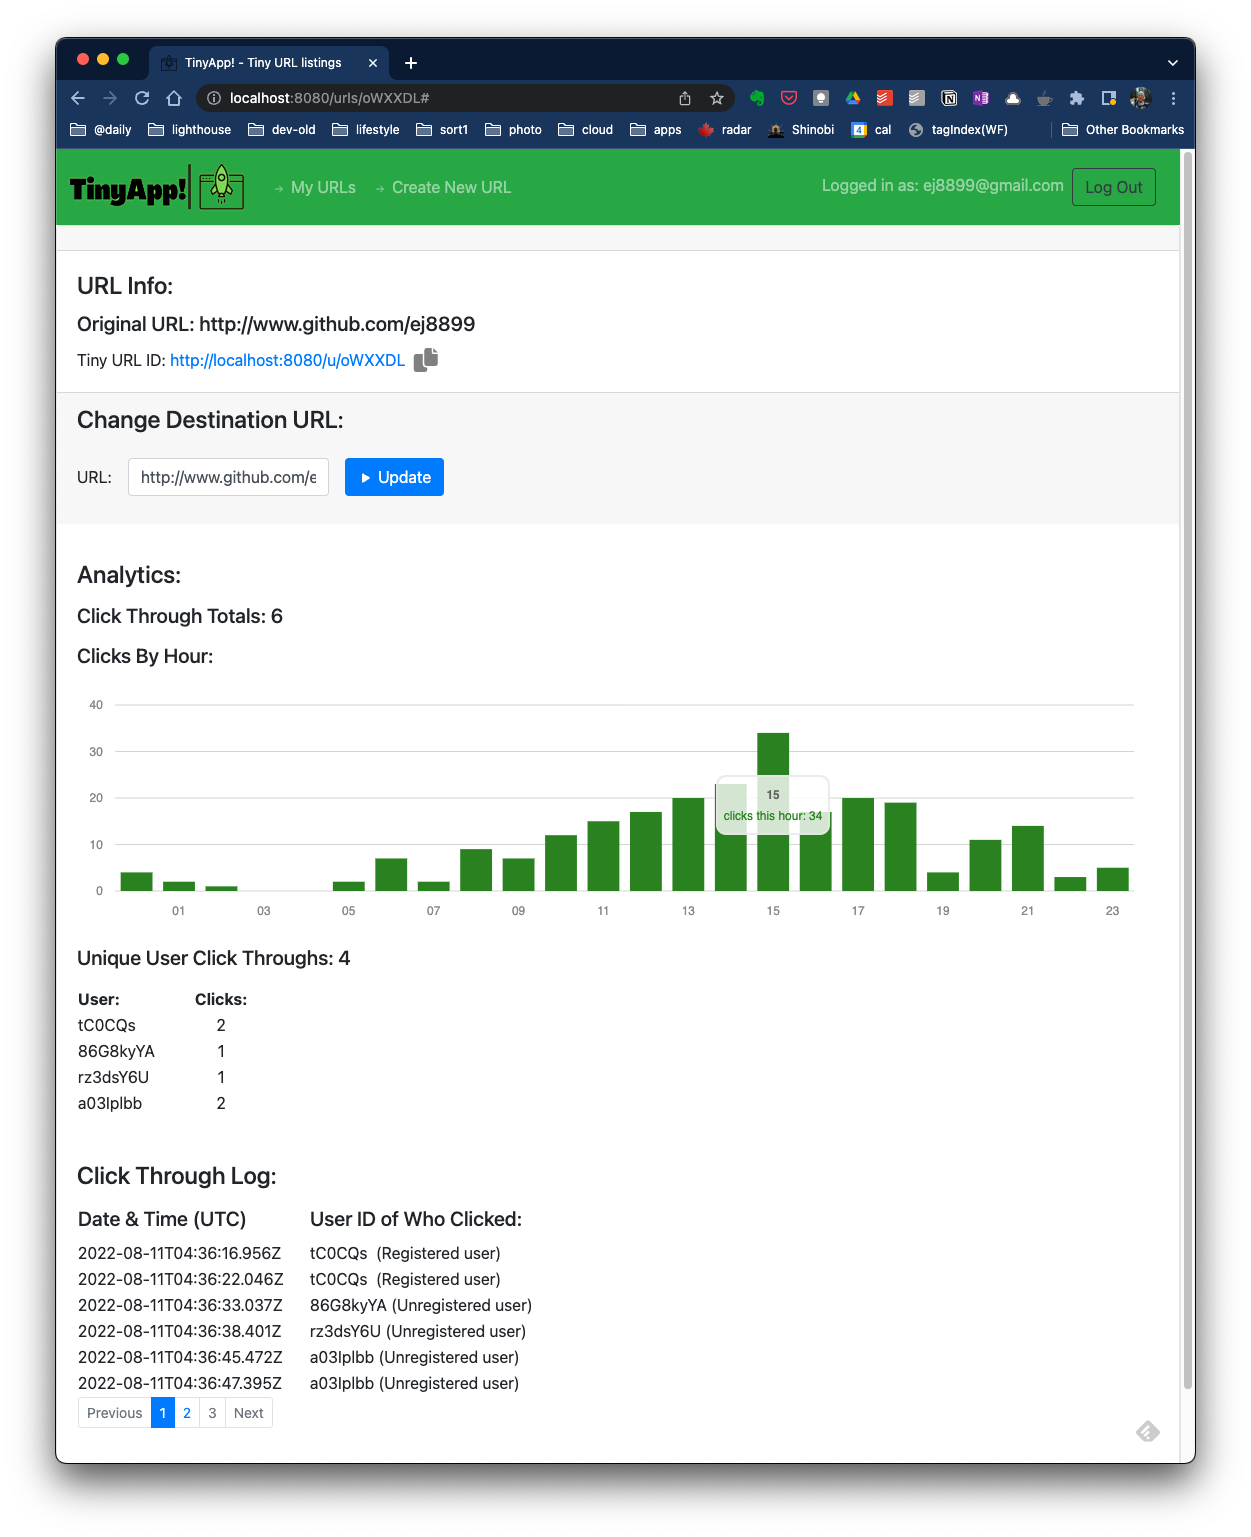 TinyApp! - Tiny URL listings
localhost:8080/urls/oWXXDL#
@daily lighthouse dev-old lifestyle sort1 photo cloud apps radar Shinobi 4 cal tagIndex(WF) Other Bookmarks
TinyApp! → My URLs → Create New URL Logged in as: ej8899@gmail.com Log Out
URL Info:
Original URL: http://www.github.com/ej8899
Tiny URL ID: http://localhost:8080/u/oWXXDL
Change Destination URL:
URL: http://www.github.com/e Update
Analytics:
Click Through Totals: 6
Clicks By Hour:
40
30
20
10
0
15
clicks this hour: 34
01 03 05 07 09 11 13 15 17 19 21 23
Unique User Click Throughs: 4
User: Clicks:
tC0CQs 2
86G8kyYA 1
rz3dsY6U 1
a03Iplbb 2
Click Through Log:
Date & Time (UTC) User ID of Who Clicked:
2022-08-11T04:36:16.956Z tC0CQs (Registered user)
2022-08-11T04:36:22.046Z tC0CQs (Registered user)
2022-08-11T04:36:33.037Z 86G8kyYA (Unregistered user)
2022-08-11T04:36:38.401Z rz3dsY6U (Unregistered user)
2022-08-11T04:36:45.472Z a03Iplbb (Unregistered user)
2022-08-11T04:36:47.395Z a03Iplbb (Unregistered user)
Previous 1 2 3 Next